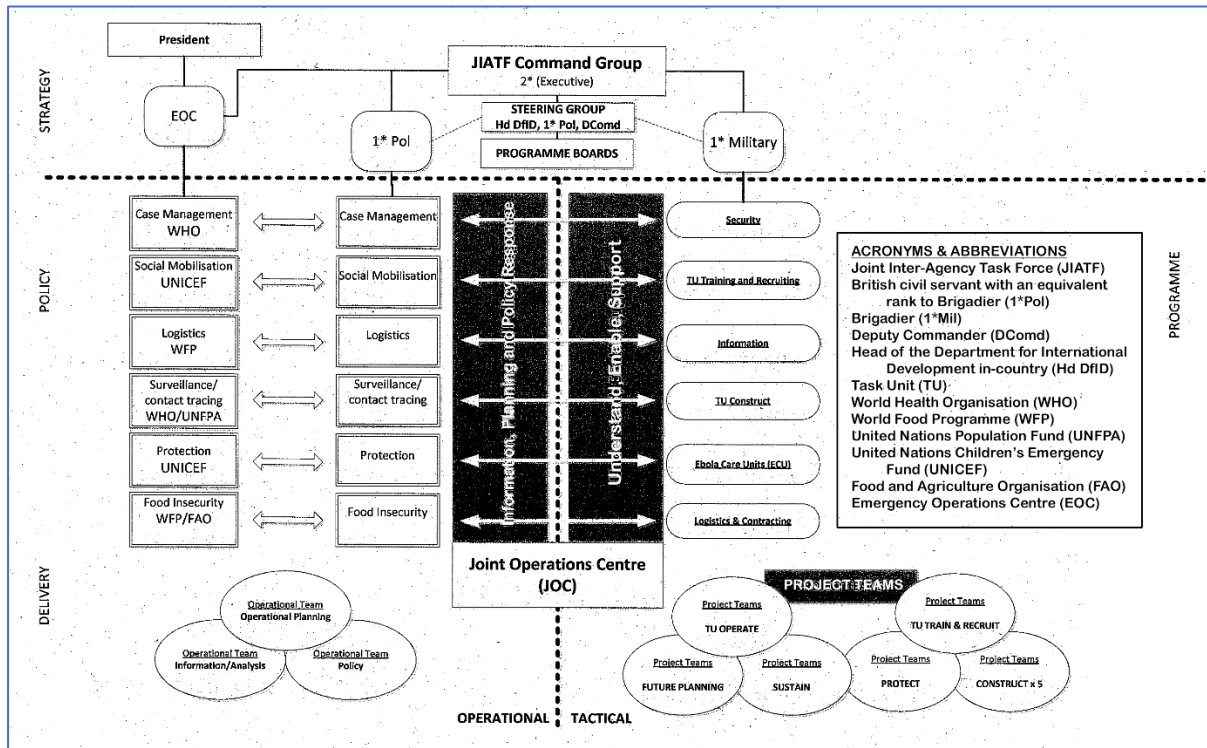 President
JIATF Command Group
2* (Executive)
STRATEGY
EOC
STEERING GROUP
Hd DfID, 1* Pol, DComd
1* Pol
1* Military
PROGRAMME BOARDS
POLICY
Case Management
WHO
Social Mobilisation
UNICEF
Logistics
WFP
Surveillance/
contact tracing
WHO/UNFPA
Protection
UNICEF
Food Insecurity
WFP/FAO
Case Management
Social Mobilisation
Logistics
Surveillance/
contact tracing
Protection
Food Insecurity
Information, Planning and Policy Response
Understand, Enable, Support
Joint Operations Centre
(JOC)
Security
TU Training and Recruiting
Information
TU Construct
Ebola Care Units (ECU)
Logistics & Contracting
ACRONYMS & ABBREVIATIONS
Joint Inter-Agency Task Force (JIATF)
British civil servant with an equivalent
rank to Brigadier (1*Pol)
Brigadier (1*Mil)
Deputy Commander (DComd)
Head of the Department for International
Development in-country (Hd DfID)
Task Unit (TU)
World Health Organisation (WHO)
World Food Programme (WFP)
United Nations Population Fund (UNFPA)
United Nations Children's Emergency
Fund (UNICEF)
Food and Agriculture Organisation (FAO)
Emergency Operations Centre (EOC)
PROGRAMME
DELIVERY
Operational Team
Operational Planning
Operational Team
Information/Analysis
Operational Team
Policy
PROJECT TEAMS
Project Teams
TU OPERATE
Project Teams
TU TRAIN & RECRUIT
Project Teams
FUTURE PLANNING
Project Teams
SUSTAIN
Project Teams
PROTECT
Project Teams
CONSTRUCT x 5
OPERATIONAL
TACTICAL